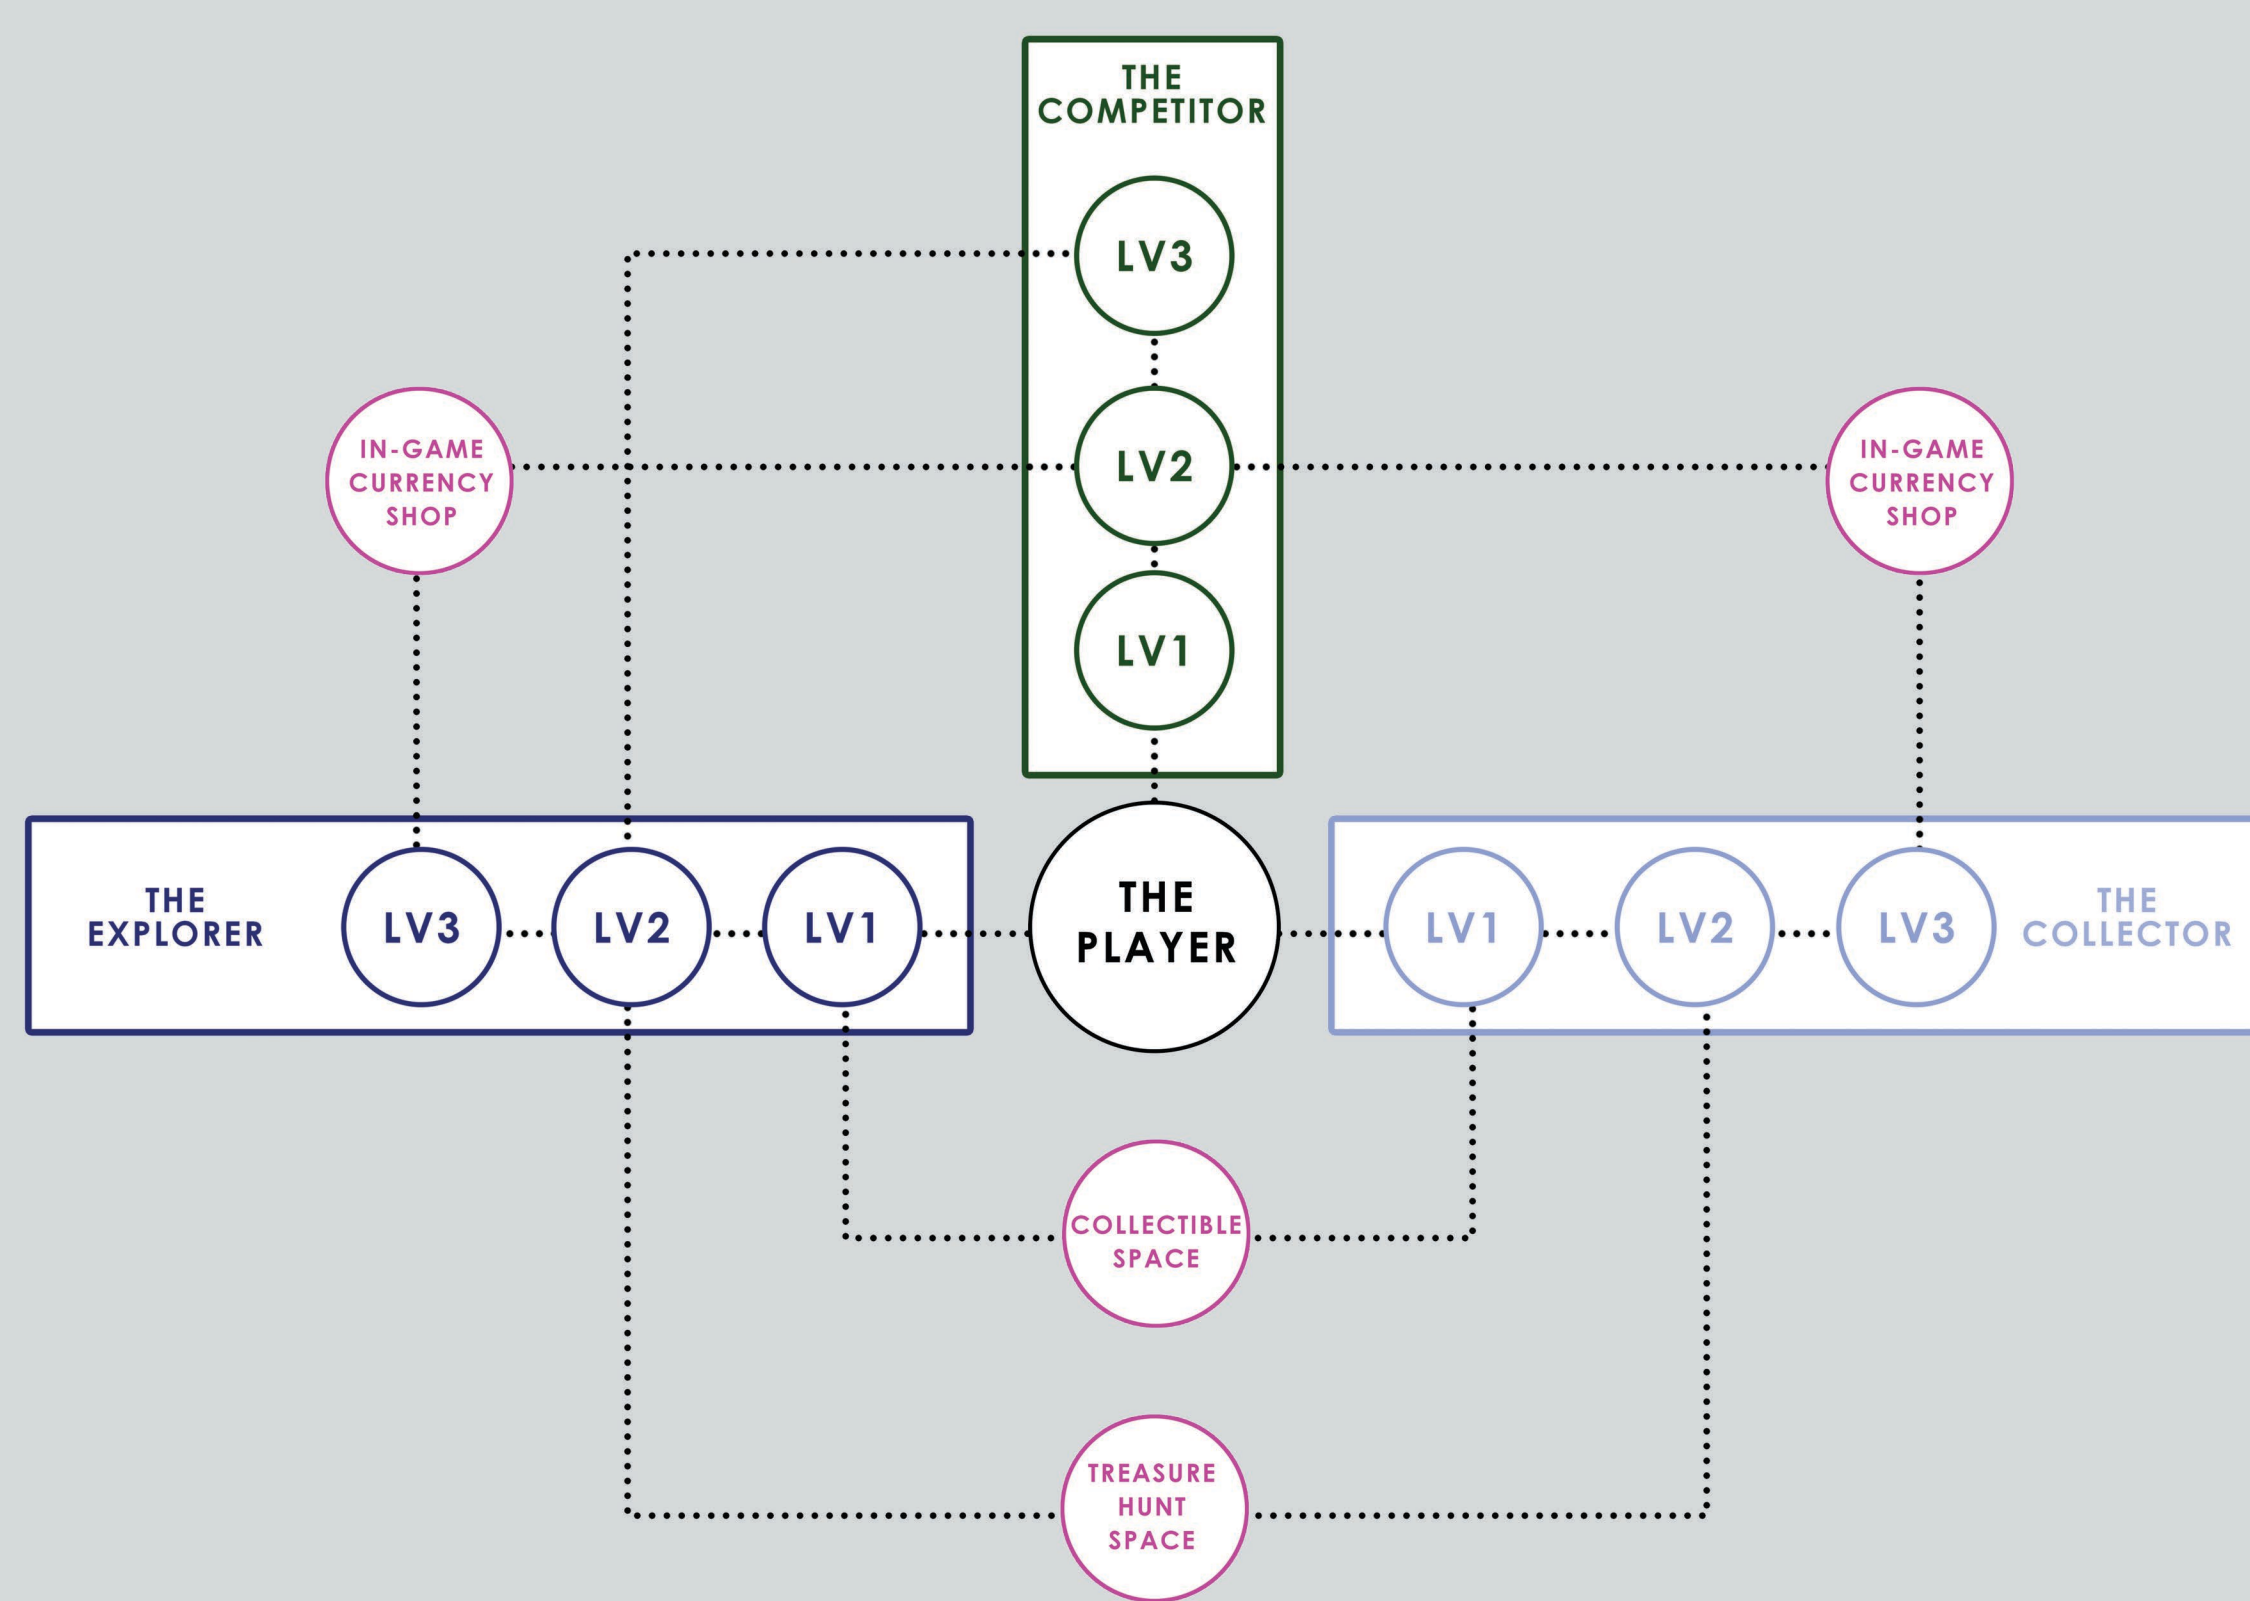 THE
COMPETITOR
LV3
IN-GAME
CURRENCY
SHOP
LV2
IN-GAME
CURRENCY
SHOP
LV1
THE
EXPLORER
LV3
LV2
LV1
THE
PLAYER
LV1
LV2
LV3
THE
COLLECTOR
COLLECTIBLE
SPACE
TREASURE
HUNT
SPACE